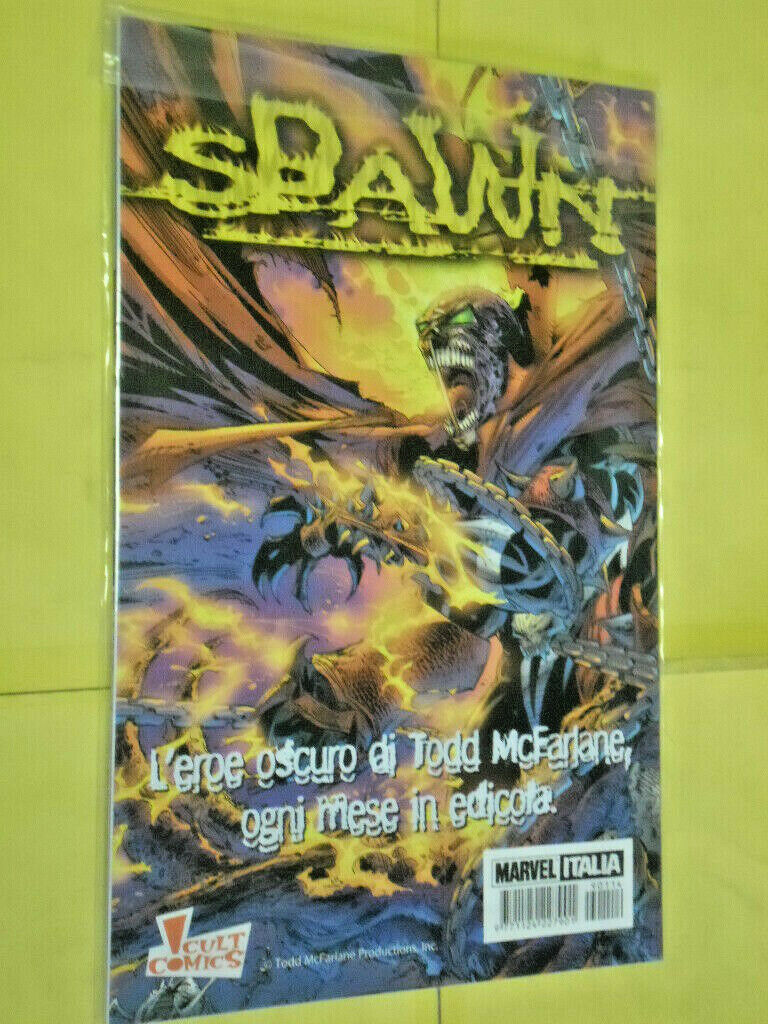 SPAWN
L'eroe oscuro di Todd McFarlane,
ogni mese in edicola.
MARVEL ITALIA
!CULT
COMICS
© Todd McFarlane Productions, Inc.